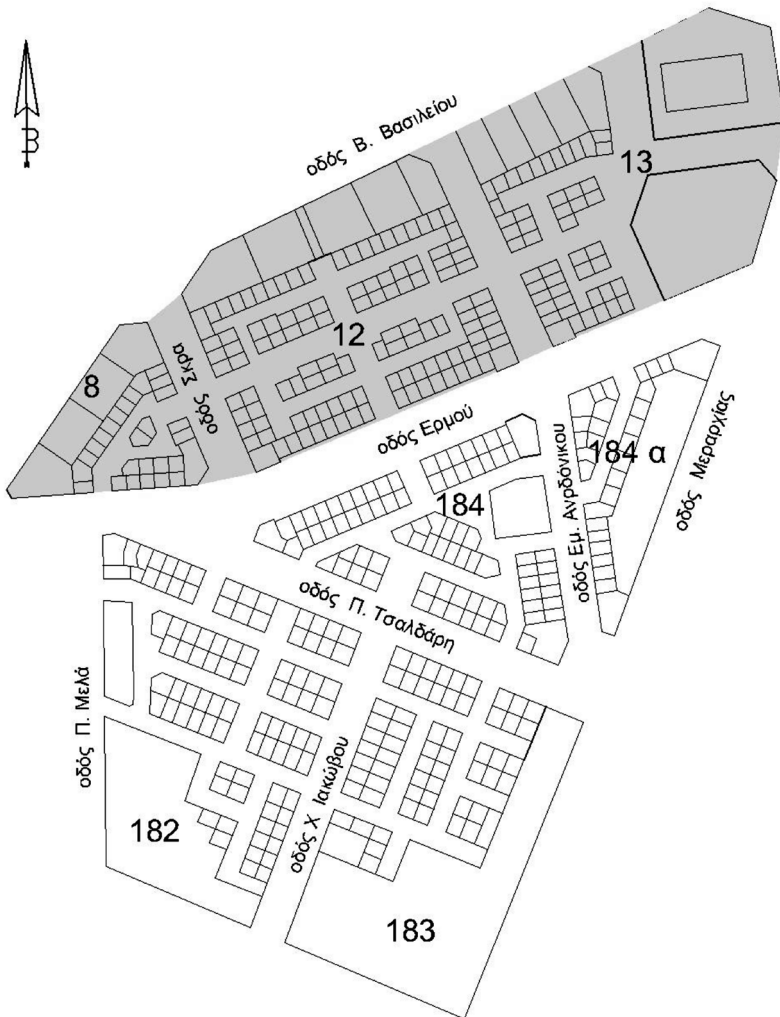 Β
οδός Β. Βασιλείου
13
12
8
οδός Σκρα
οδός Ερμού
184 α
184
οδός Εμ. Ανρδόνικου
οδός Μεραρχίας
οδός Π. Τσαλδάρη
οδός Π. Μελά
οδός Χ Ιακώβου
182
183